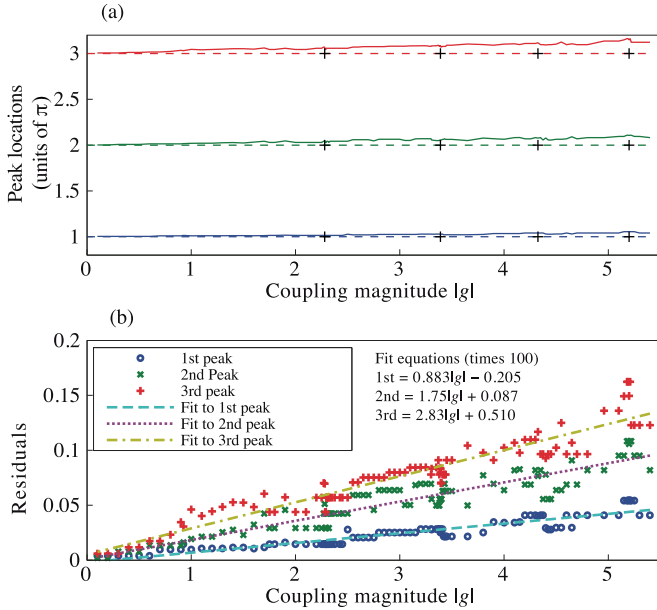 (a)
3
2.5
2
1.5
1
Peak locations
(units of π)
0 1 2 3 4 5
Coupling magnitude |g|
(b)
0.2
0.15
0.1
0.05
0
Residuals
1st peak
2nd Peak
3rd peak
Fit to 1st peak
Fit to 2nd peak
Fit to 3rd peak
Fit equations (times 100)
1st = 0.883|g| − 0.205
2nd = 1.75|g| + 0.087
3rd = 2.83|g| + 0.510
0 1 2 3 4 5
Coupling magnitude |g|